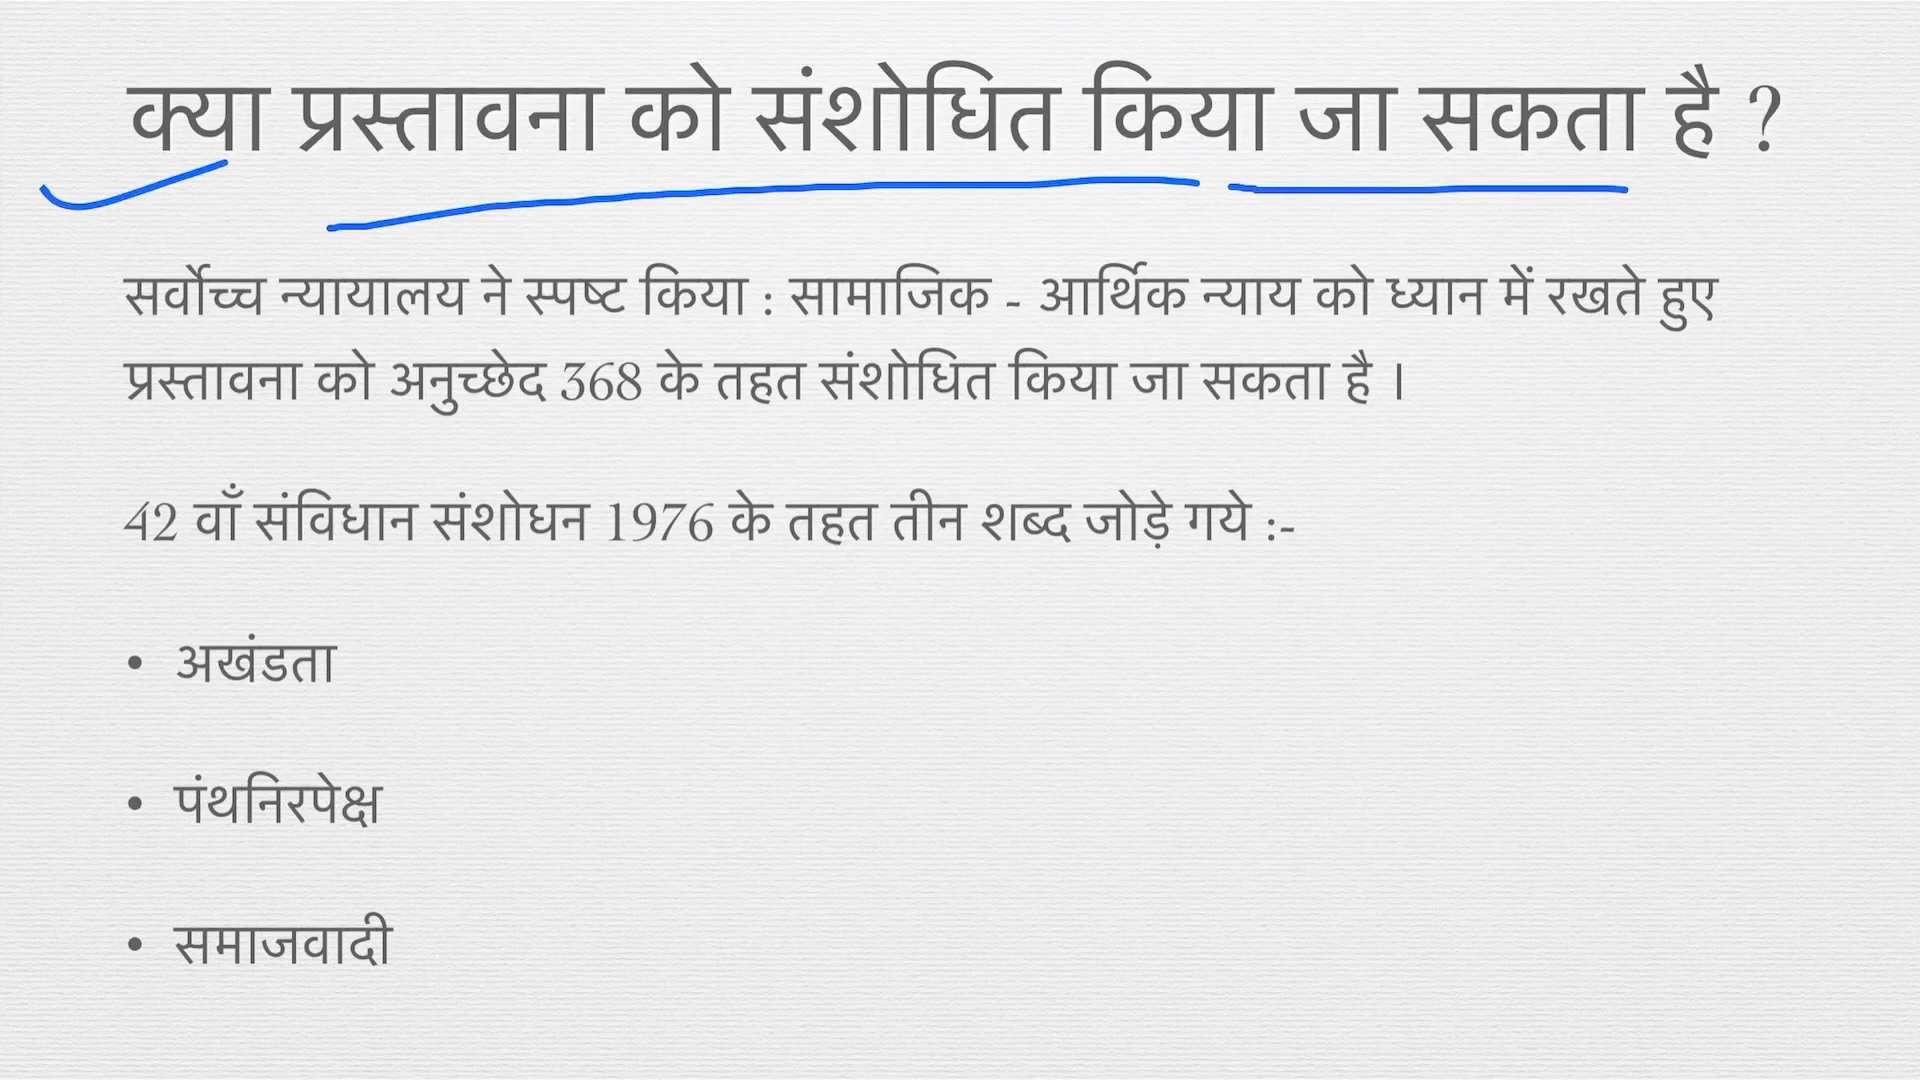 क्या प्रस्तावना को संशोधित किया जा सकता है ?
सर्वोच्च न्यायालय ने स्पष्ट किया : सामाजिक - आर्थिक न्याय को ध्यान में रखते हुए
प्रस्तावना को अनुच्छेद 368 के तहत संशोधित किया जा सकता है ।
42 वाँ संविधान संशोधन 1976 के तहत तीन शब्द जोड़े गये :-
• अखंडता
• पंथनिरपेक्ष
• समाजवादी